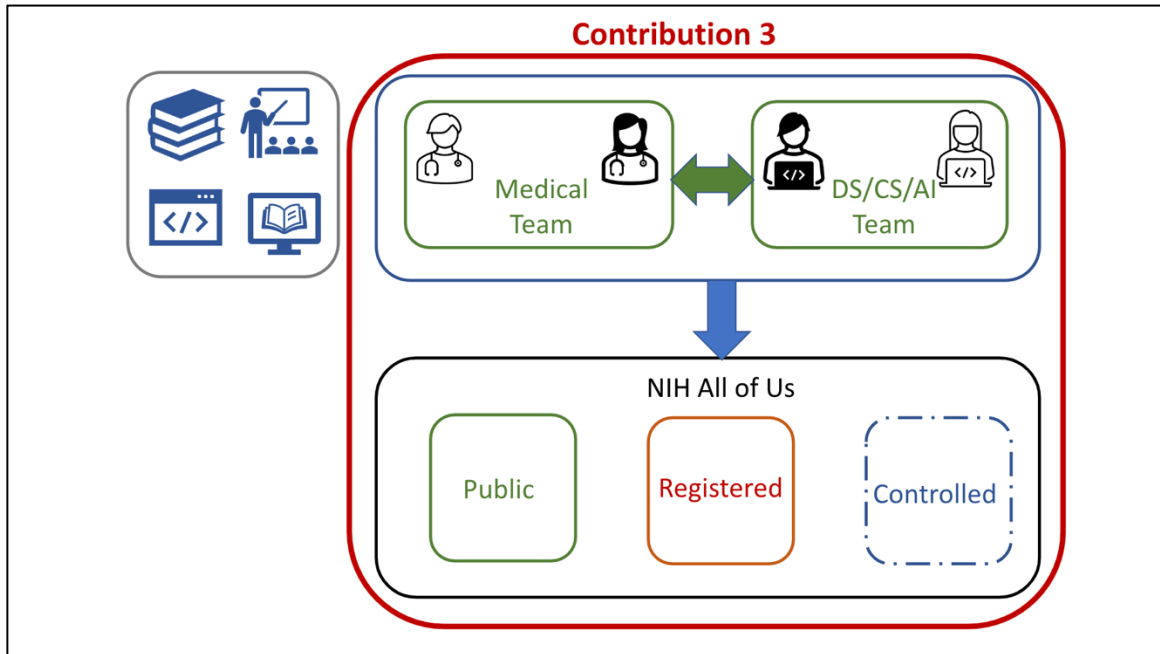 Contribution 3
Medical
Team
DS/CS/AI
Team
</>
</>
</>
NIH All of Us
Public
Registered
Controlled